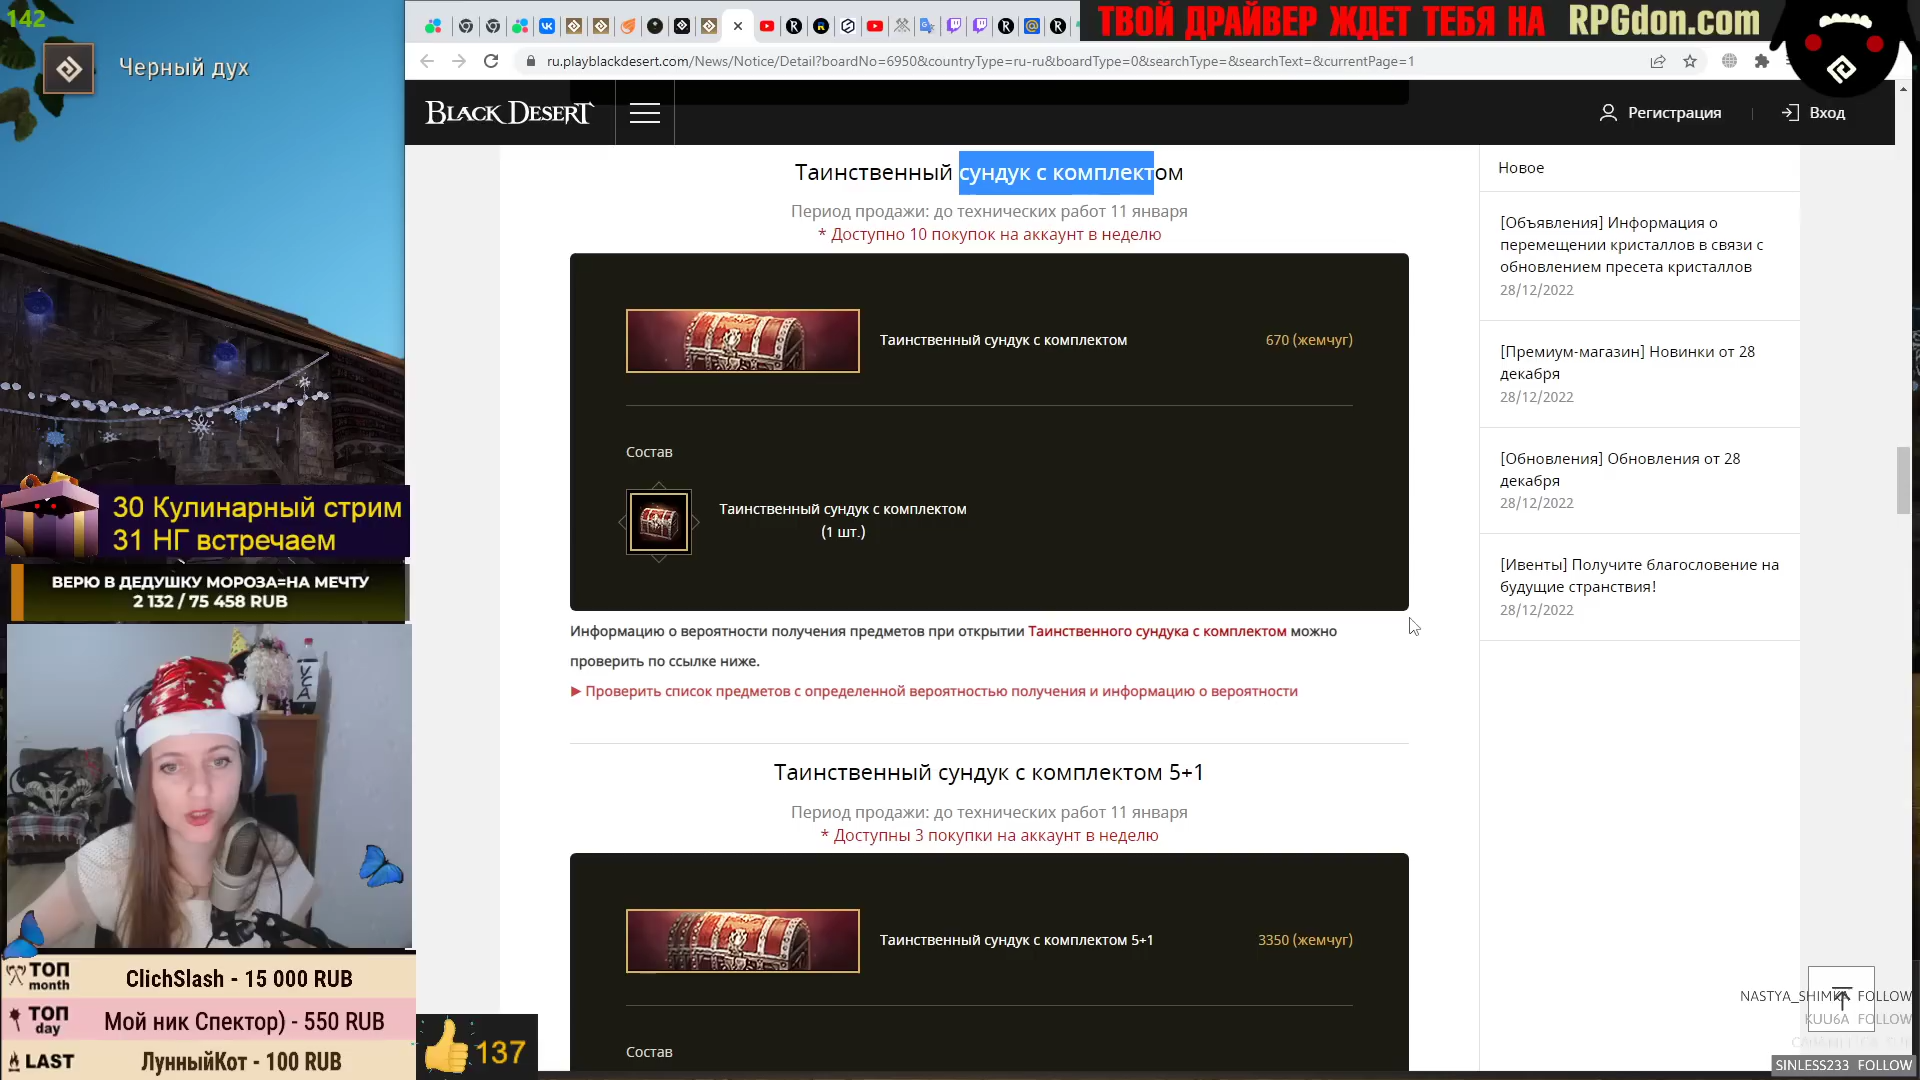 142
Черный дух
ТВОЙ ДРАЙВЕР ЖДЕТ ТЕБЯ НА RPGdon.com
ru.playblackdesert.com/News/Notice/Detail?boardNo=6950&countryType=ru-ru&boardType=0&searchType=&searchText=&currentPage=1
BLACK DESERT
Регистрация
Вход
Таинственный сундук с комплектом
Период продажи: до технических работ 11 января
* Доступно 10 покупок на аккаунт в неделю
Таинственный сундук с комплектом
670 (жемчуг)
Состав
Таинственный сундук с комплектом
(1 шт.)
Информацию о вероятности получения предметов при открытии Таинственного сундука с комплектом можно
проверить по ссылке ниже.
► Проверить список предметов с определенной вероятностью получения и информацию о вероятности
Таинственный сундук с комплектом 5+1
Период продажи: до технических работ 11 января
* Доступны 3 покупки на аккаунт в неделю
Таинственный сундук с комплектом 5+1
3350 (жемчуг)
Состав
Новое
[Объявления] Информация о
перемещении кристаллов в связи с
обновлением пресета кристаллов
28/12/2022
[Премиум-магазин] Новинки от 28
декабря
28/12/2022
[Обновления] Обновления от 28
декабря
28/12/2022
[Ивенты] Получите благословение на
будущие странствия!
28/12/2022
30 Кулинарный стрим
31 НГ встречаем
ВЕРЮ В ДЕДУШКУ МОРОЗА=НА МЕЧТУ
2 132 / 75 458 RUB
УСА
ТОП
month
ClichSlash - 15 000 RUB
ТОП
day
Мой ник Спектор) - 550 RUB
LAST
ЛунныйКот - 100 RUB
137
NASTYA_SHIMKA FOLLOW
KUU6A FOLLOW
SINLESS233 FOLLOW